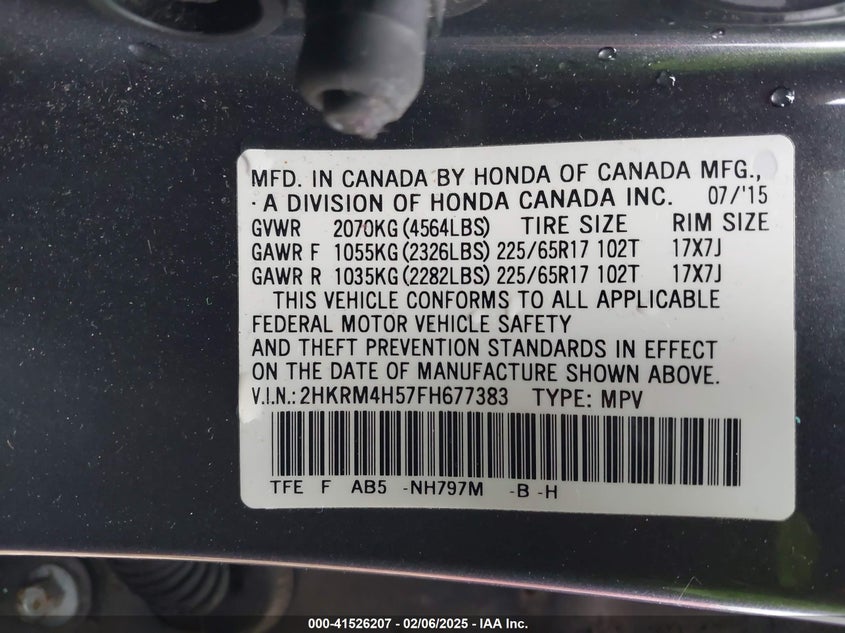 MFD. IN CANADA BY HONDA OF CANADA MFG.,
· A DIVISION OF HONDA CANADA INC. 07/'15
GVWR 2070KG(4564LBS) TIRE SIZE RIM SIZE
GAWR F 1055KG(2326LBS) 225/65R17 102T 17X7J
GAWR R 1035KG(2282LBS) 225/65R17 102T 17X7J
THIS VEHICLE CONFORMS TO ALL APPLICABLE
FEDERAL MOTOR VEHICLE SAFETY
AND THEFT PREVENTION STANDARDS IN EFFECT
ON THE DATE OF MANUFACTURE SHOWN ABOVE.
V.I.N.: 2HKRM4H57FH677383 TYPE: MPV
TFE F AB5 -NH797M -B -H
000-41526207 - 02/06/2025 - IAA Inc.